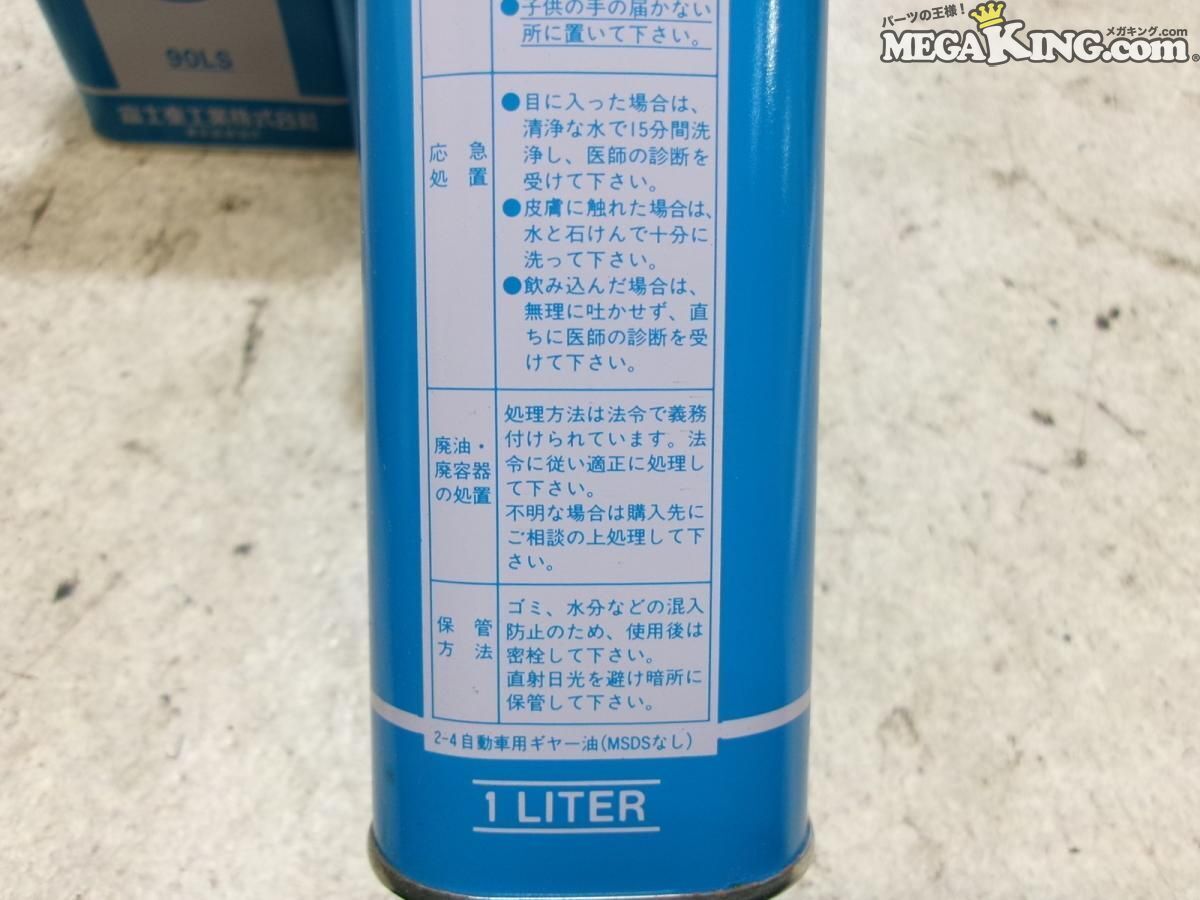 パーツの王様！
メガキング.com
MEGAKING.com
90LS
富士重工業株式会社
●子供の手の届かない
所に置いて下さい。
応急
処置
●目に入った場合は、
清浄な水で15分間洗
浄し、医師の診断を
受けて下さい。
●皮膚に触れた場合は、
水と石けんで十分に
洗って下さい。
●飲み込んだ場合は、
無理に吐かせず、直
ちに医師の診断を受
けて下さい。
廃油・
廃容器
の処置
処理方法は法令で義務
付けられています。法
令に従い適正に処理し
て下さい。
不明な場合は購入先に
ご相談の上処理して下
さい。
保管
方法
ゴミ、水分などの混入
防止のため、使用後は
密栓して下さい。
直射日光を避け暗所に
保管して下さい。
2-4自動車用ギヤー油(MSDSなし)
1 LITER